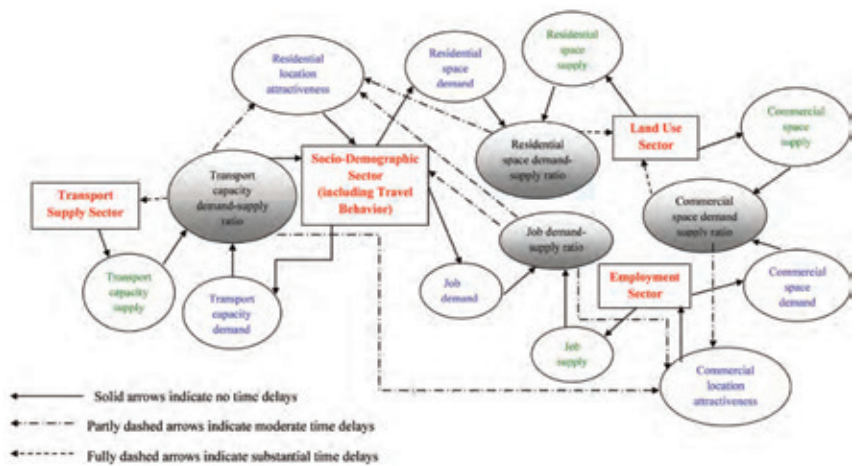 Residential
location
attractiveness
Residential
space
demand
Residential
space
supply
Commercial
space
supply
Land Use
Sector
Residential
space demand-
supply ratio
Socio-Demographic
Sector
(including Travel
Behavior)
Transport
capacity
demand-supply
ratio
Transport
Supply Sector
Commercial
space demand
supply ratio
Job demand-
supply ratio
Transport
capacity
supply
Transport
capacity
demand
Job
demand
Employment
Sector
Commercial
space
demand
Job
supply
Commercial
location
attractiveness
Solid arrows indicate no time delays
Partly dashed arrows indicate moderate time delays
Fully dashed arrows indicate substantial time delays